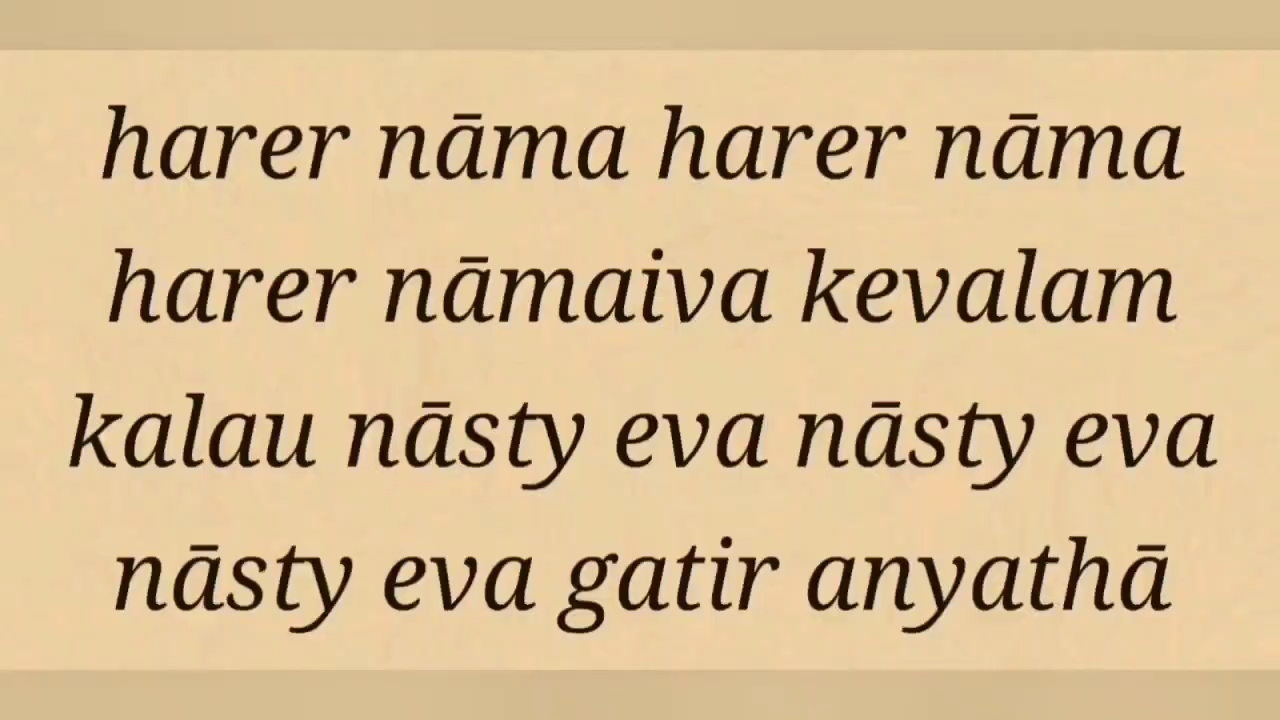 harer nāma harer nāma
harer nāmaiva kevalam
kalau nāsty eva nāsty eva
nāsty eva gatir anyathā